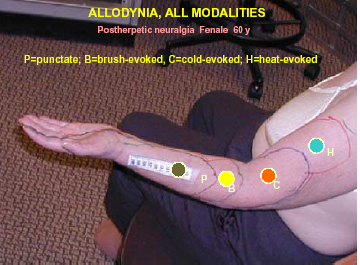 ALLODYNIA, ALL MODALITIES
Postherpetic neuralgia Female 60 y
P=punctate; B=brush-evoked, C=cold-evoked; H=heat-evoked
H
P
B
C